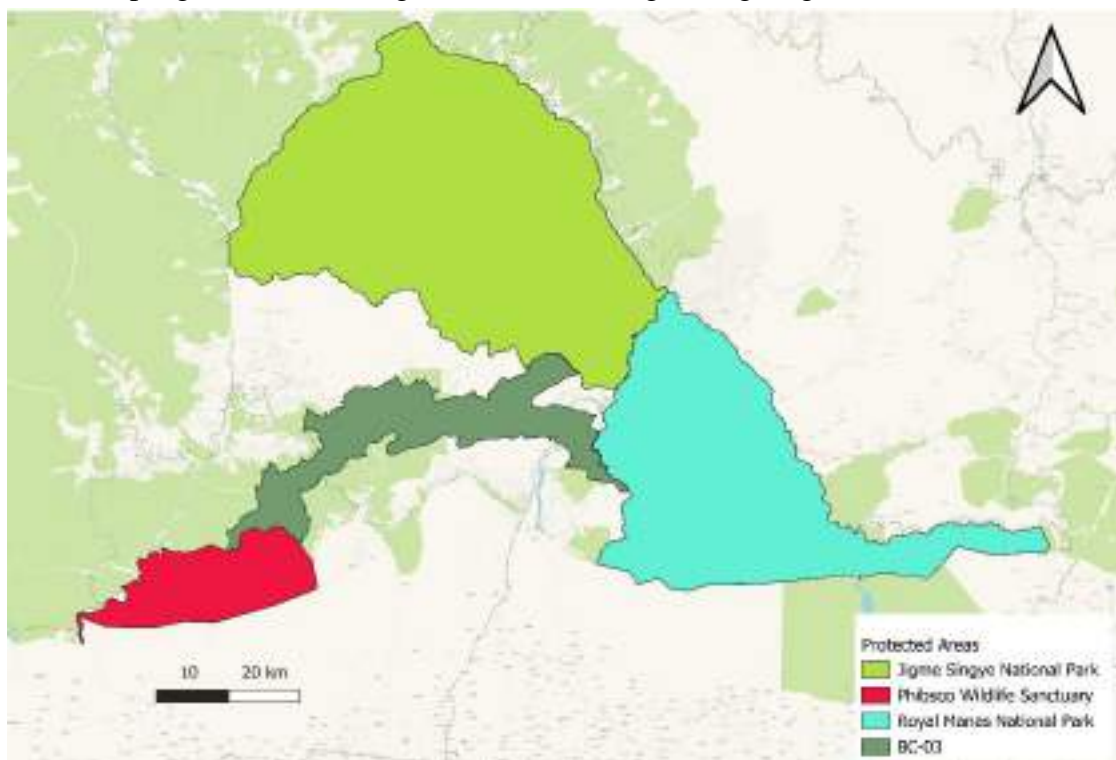 10 20 km
Protected Areas
Jigme Singye National Park
Phibsoo Wildlife Sanctuary
Royal Manas National Park
BC-03